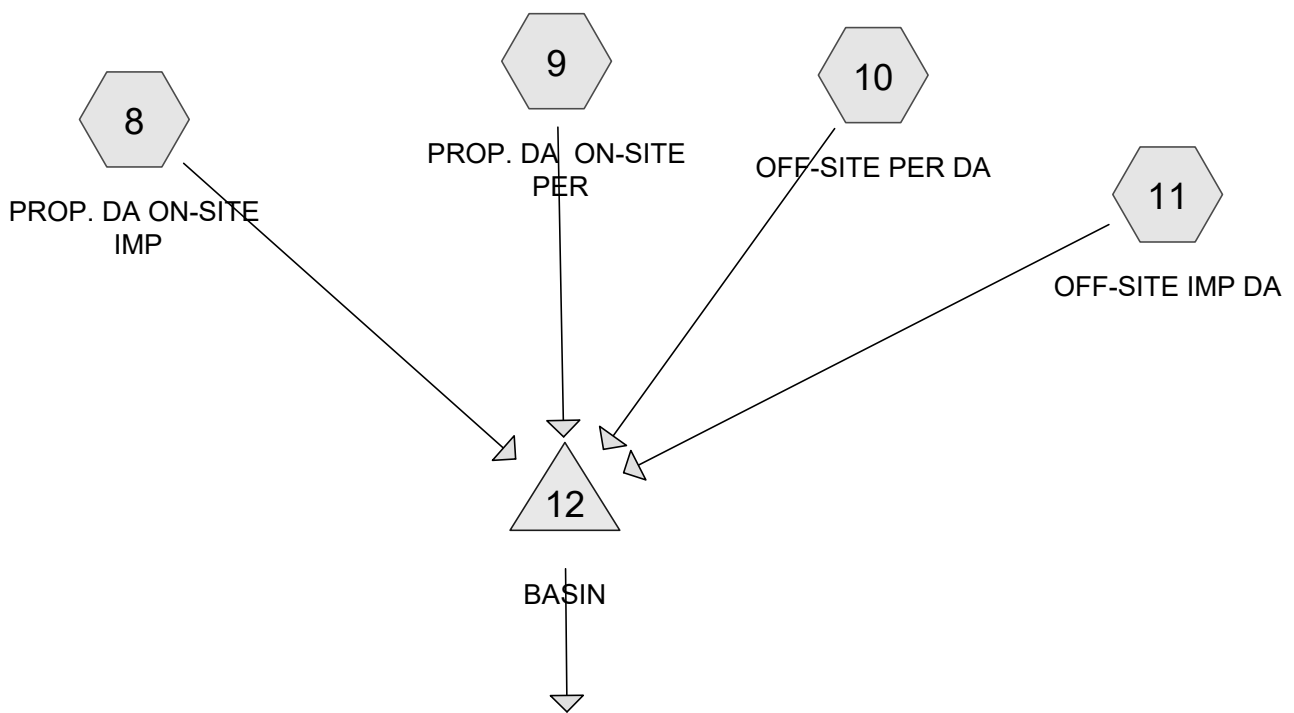 8
PROP. DA ON-SITE
IMP
9
PROP. DA  ON-SITE
PER
10
OFF-SITE PER DA
11
OFF-SITE IMP DA
12
BASIN